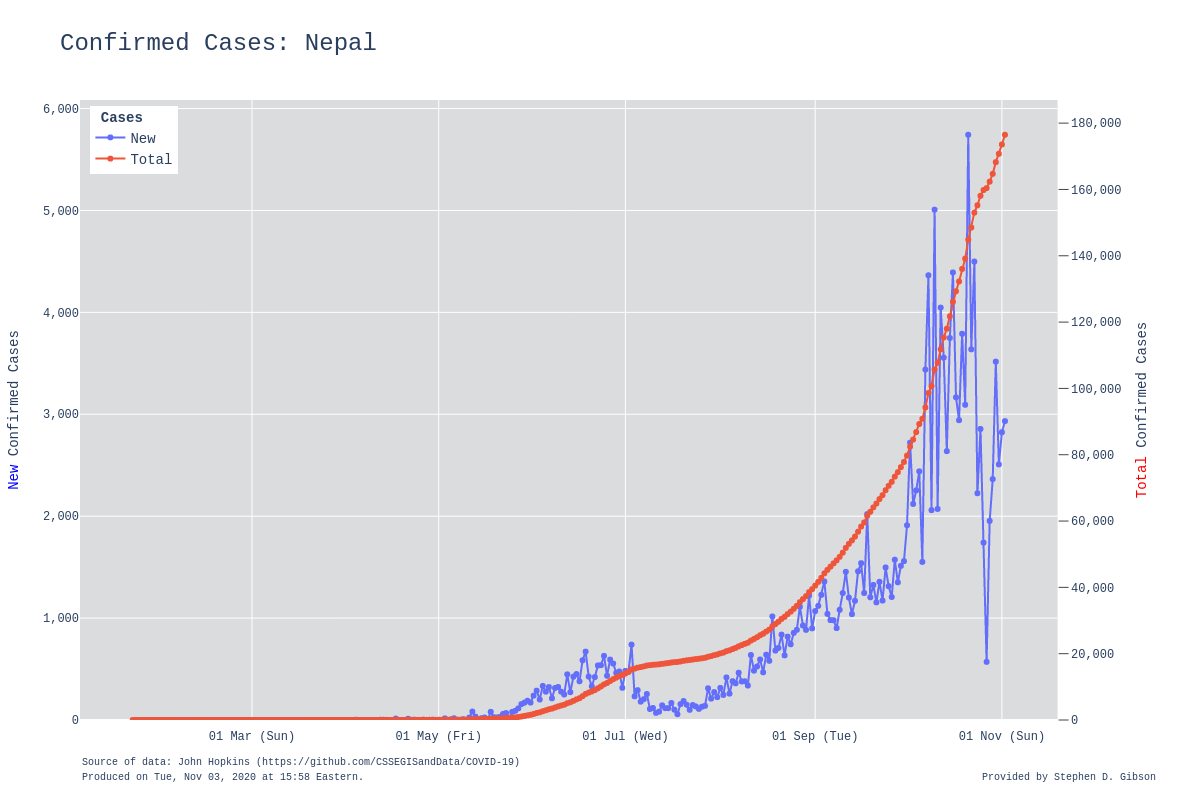 Confirmed Cases: Nepal
Cases
New
Total
6,000
5,000
4,000
3,000
2,000
1,000
0
New Confirmed Cases
180,000
160,000
140,000
120,000
100,000
80,000
60,000
40,000
20,000
0
Total Confirmed Cases
01 Mar (Sun) 01 May (Fri) 01 Jul (Wed) 01 Sep (Tue) 01 Nov (Sun)
Source of data: John Hopkins (https://github.com/CSSEGISandData/COVID-19)
Produced on Tue, Nov 03, 2020 at 15:58 Eastern.
Provided by Stephen D. Gibson